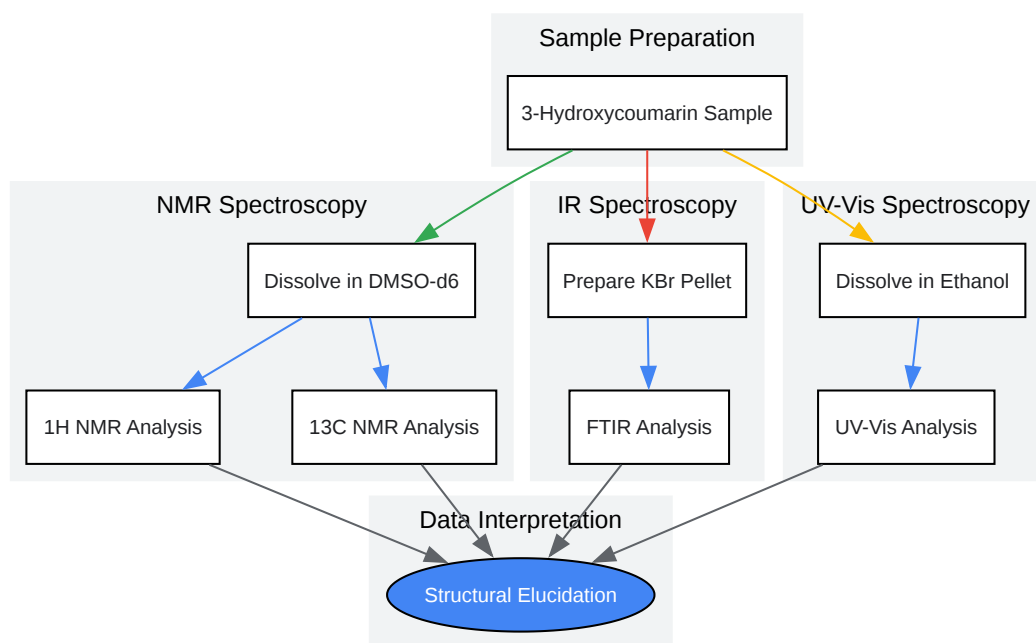 Sample Preparation
3-Hydroxycoumarin Sample
NMR Spectroscopy
IR Spectroscopy
UV-Vis Spectroscopy
Dissolve in DMSO-d6
Prepare KBr Pellet
Dissolve in Ethanol
1H NMR Analysis
13C NMR Analysis
FTIR Analysis
UV-Vis Analysis
Data Interpretation
Structural Elucidation